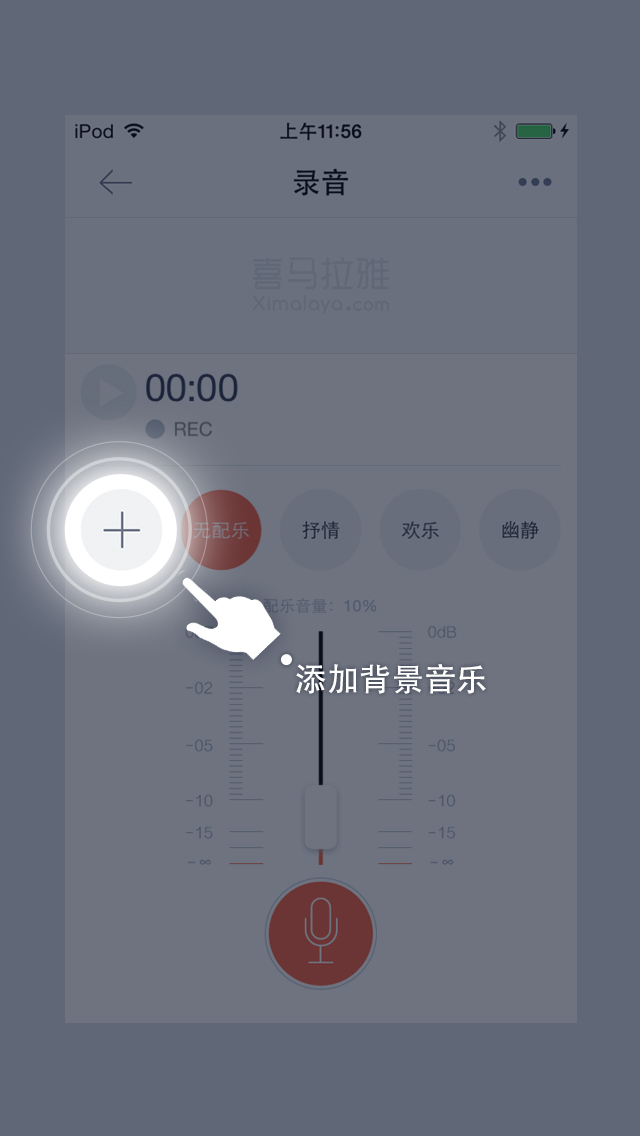 iPod
上午11:56
录音
喜马拉雅
Ximalaya.com
00:00
REC
无配乐
抒情
欢乐
幽静
配乐音量：10%
0dB
添加背景音乐
-02
-05
-05
-10
-10
-15
-15
-∞
-∞